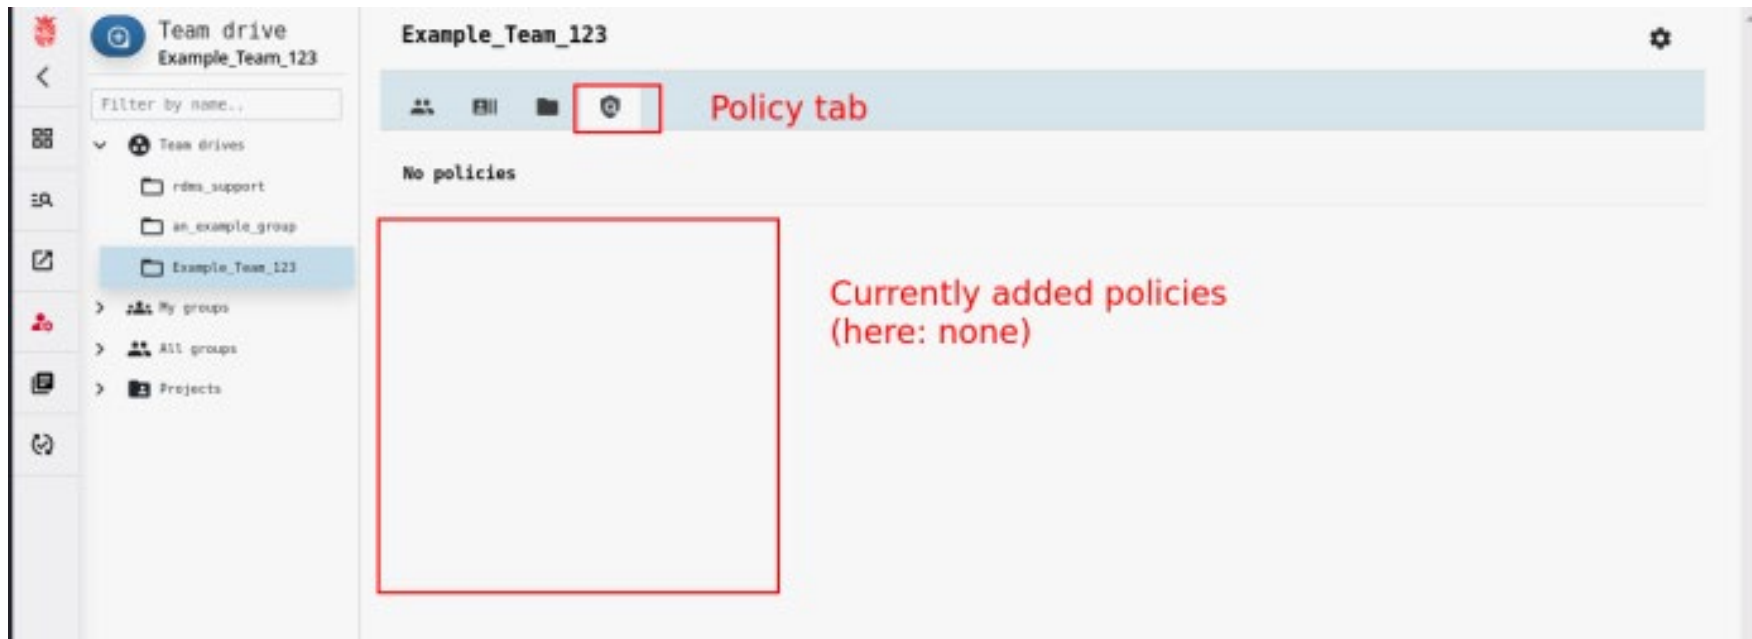 Team drive
Example_Team_123
Filter by name..
Team drives
rdms_support
an_example_group
Example_Team_123
My groups
All groups
Projects
Example_Team_123
Policy tab
No policies
Currently added policies
(here: none)